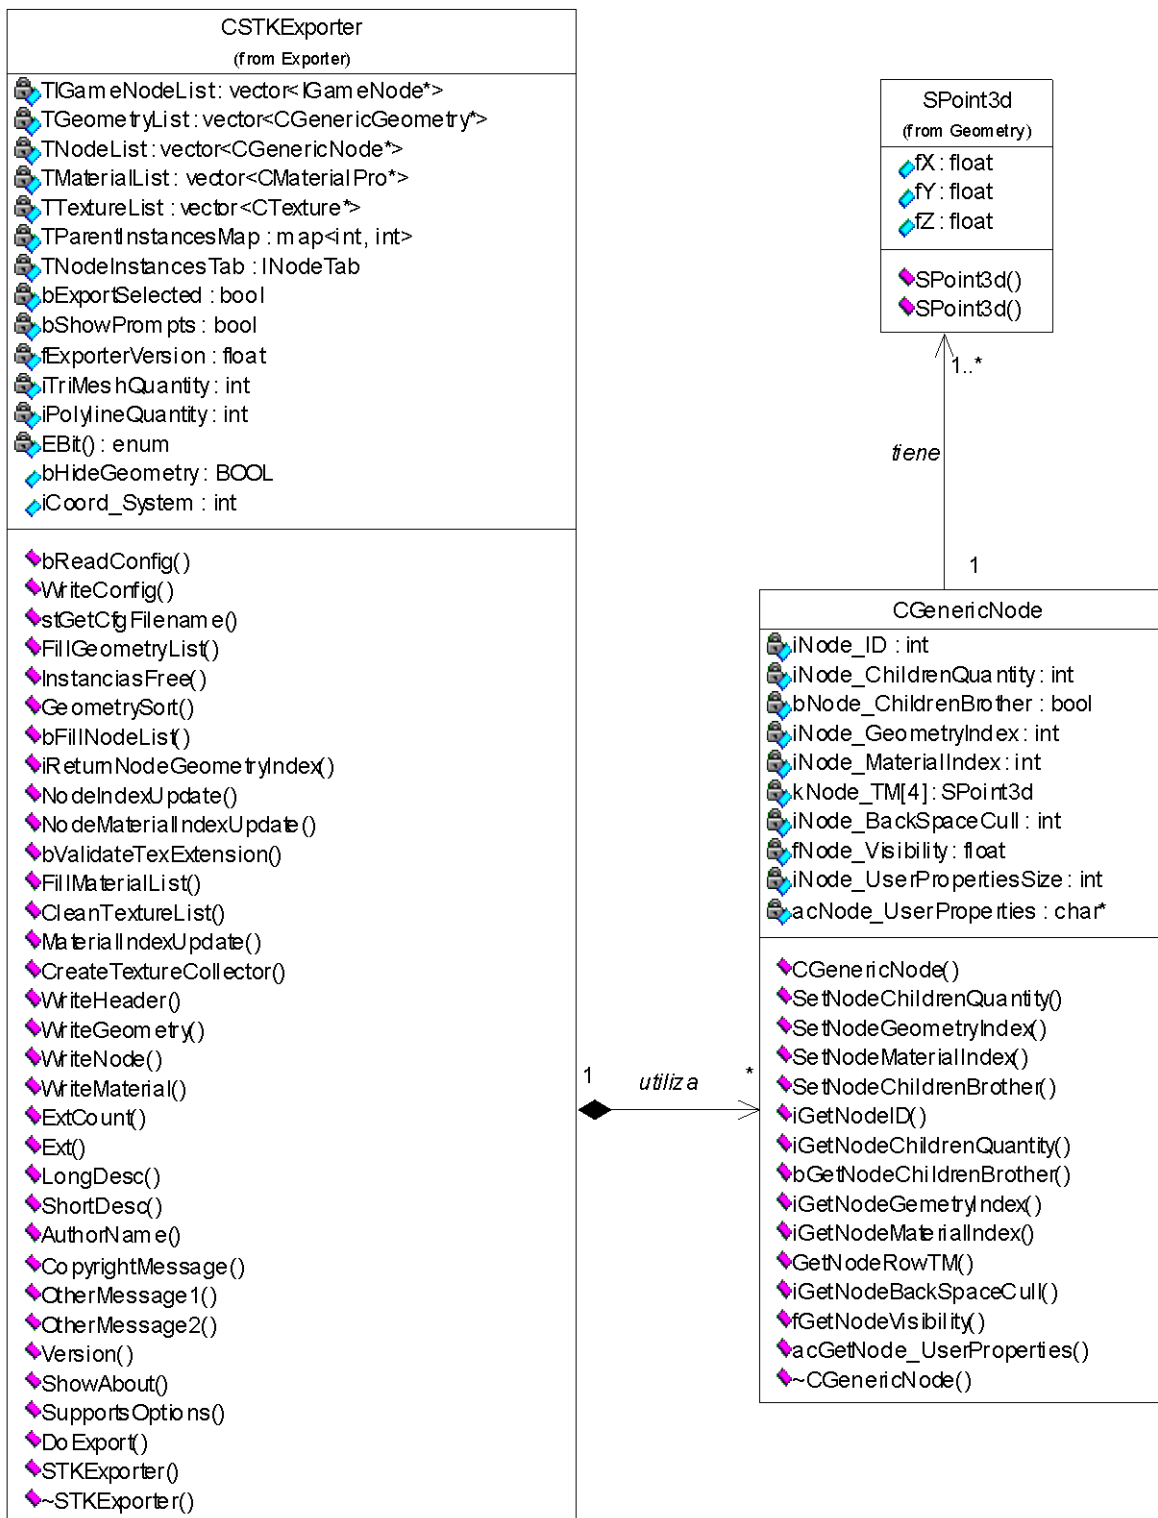 CSTKExporter
(from Exporter)
TIGameNodeList : vector<IGameNode*>
TGeometryList : vector<CGenericGeometry*>
TNodeList : vector<CGenericNode*>
TMaterialList : vector<CMaterialPro*>
TTextureList : vector<CTexture*>
TParentInstancesMap : map<int, int>
TNodeInstancesTab : INodeTab
bExportSelected : bool
bShowPrompts : bool
fExporterVersion : float
iTriMeshQuantity : int
iPolylineQuantity : int
EBit() : enum
bHideGeometry : BOOL
iCoord_System : int
bReadConfig()
WriteConfig()
stGetCfgFilename()
FillGeometryList()
InstanciasFree()
GeometrySort()
bFillNodeList()
iReturnNodeGeometryIndex()
NodeIndexUpdate()
NodeMaterialIndexUpdate()
bValidateTexExtension()
FillMaterialList()
CleanTextureList()
MaterialIndexUpdate()
CreateTextureCollector()
WriteHeader()
WriteGeometry()
WriteNode()
WriteMaterial()
ExtCount()
Ext()
LongDesc()
ShortDesc()
AuthorName()
CopyrightMessage()
OtherMessage1()
OtherMessage2()
Version()
ShowAbout()
SupportsOptions()
DoExport()
STKExporter()
~STKExporter()
SPoint3d
(from Geometry)
fX : float
fY : float
fZ : float
SPoint3d()
SPoint3d()
1..*
tiene
1
CGenericNode
iNode_ID : int
iNode_ChildrenQuantity : int
bNode_ChildrenBrother : bool
iNode_GeometryIndex : int
iNode_MaterialIndex : int
kNode_TM[4] : SPoint3d
iNode_BackSpaceCull : int
fNode_Visibility : float
iNode_UserPropertiesSize : int
acNode_UserProperties : char*
CGenericNode()
SetNodeChildrenQuantity()
SetNodeGeometryIndex()
SetNodeMaterialIndex()
SetNodeChildrenBrother()
iGetNodeID()
iGetNodeChildrenQuantity()
bGetNodeChildrenBrother()
iGetNodeGemetryIndex()
iGetNodeMaterialIndex()
GetNodeRowTM()
iGetNodeBackSpaceCull()
fGetNodeVisibility()
acGetNode_UserProperties()
~CGenericNode()
1 utiliza *